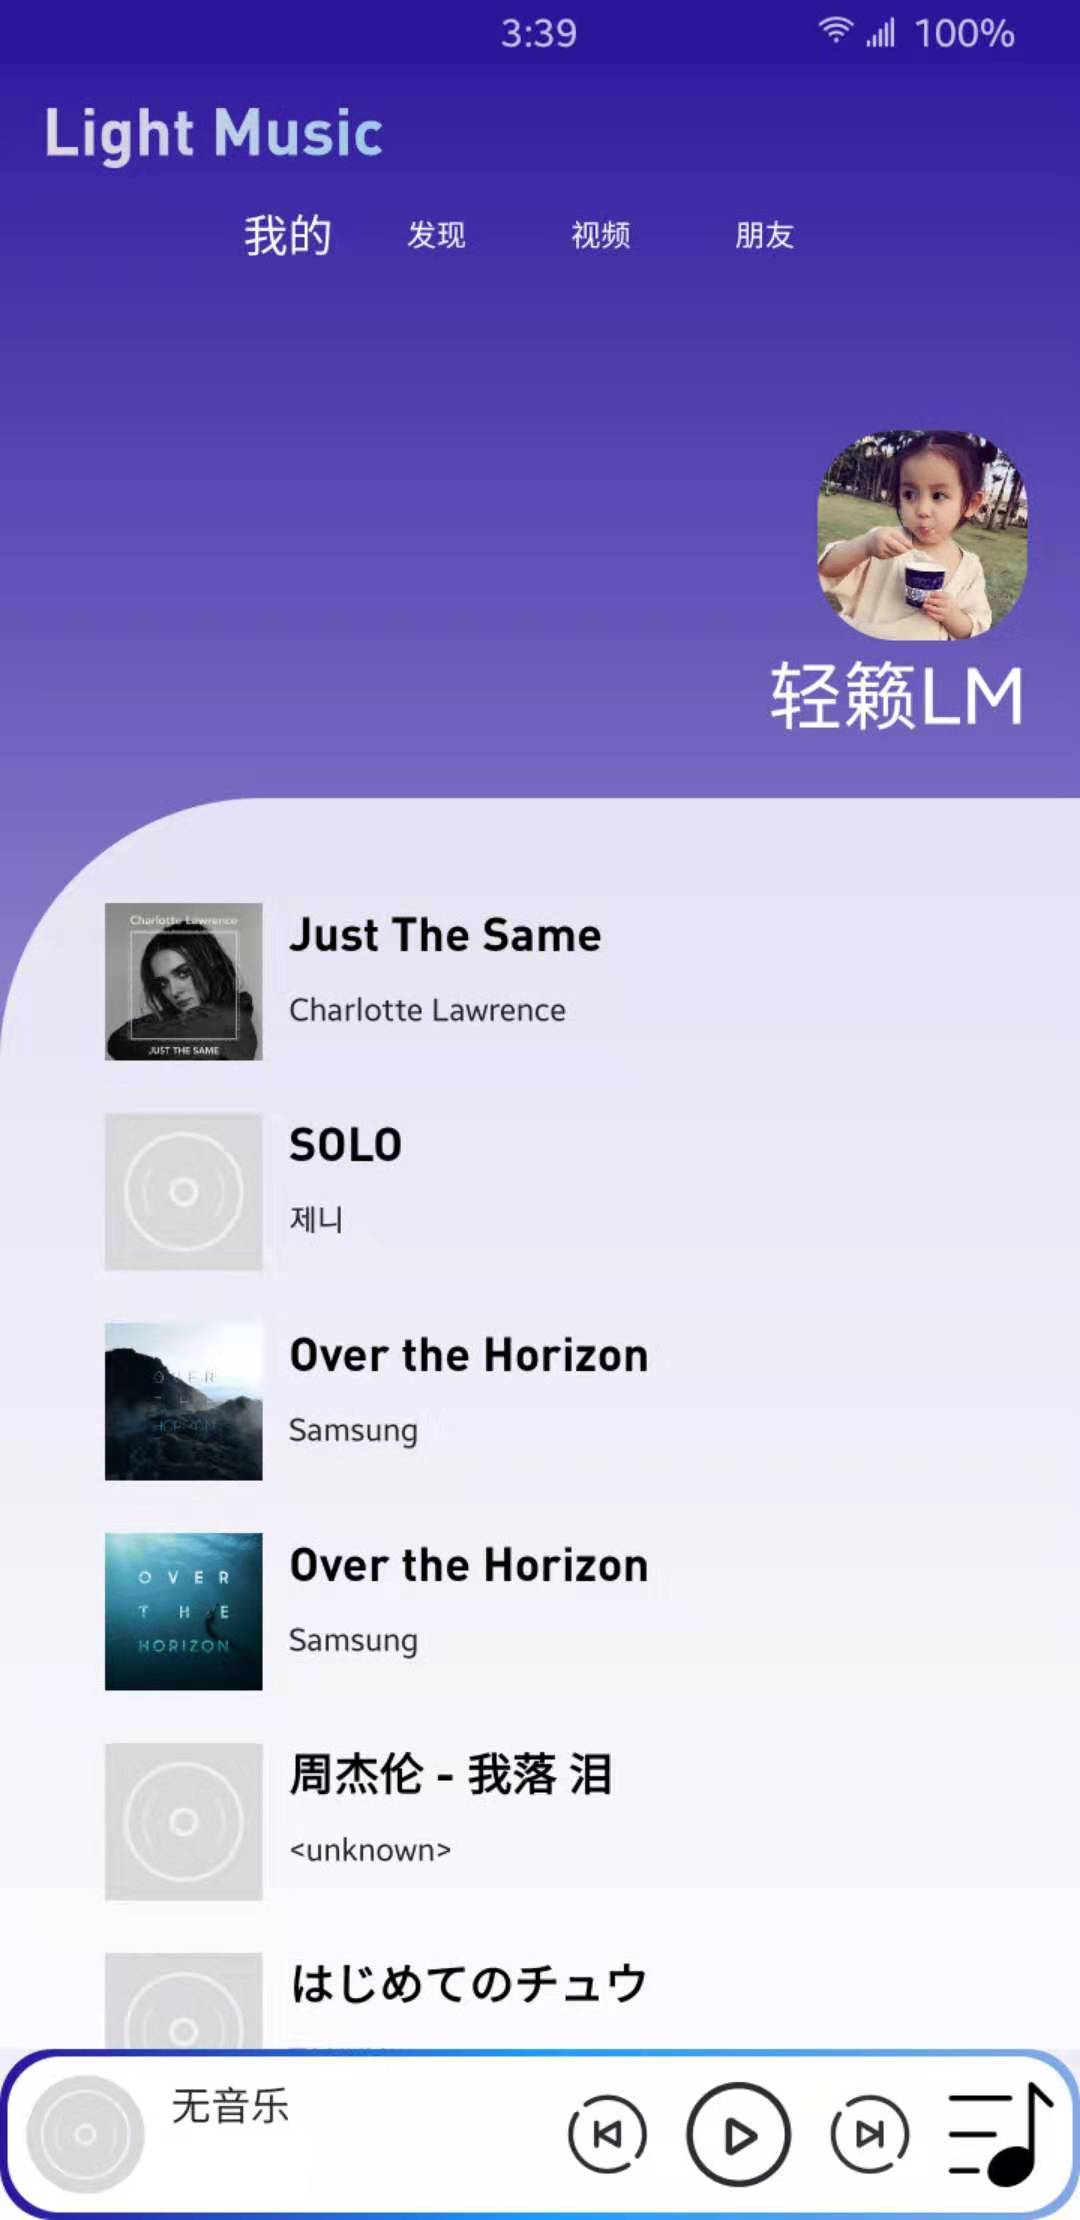 3:39 100%
Light Music
我的 发现 视频 朋友
轻籁LM
Charlotte Lawrence
JUST THE SAME
Just The Same
Charlotte Lawrence
SOLO
제니
OVER
HORIZON
Over the Horizon
Samsung
OVER
THE
HORIZON
Over the Horizon
Samsung
周杰伦 - 我落 泪
<unknown>
はじめてのチュウ
无音乐